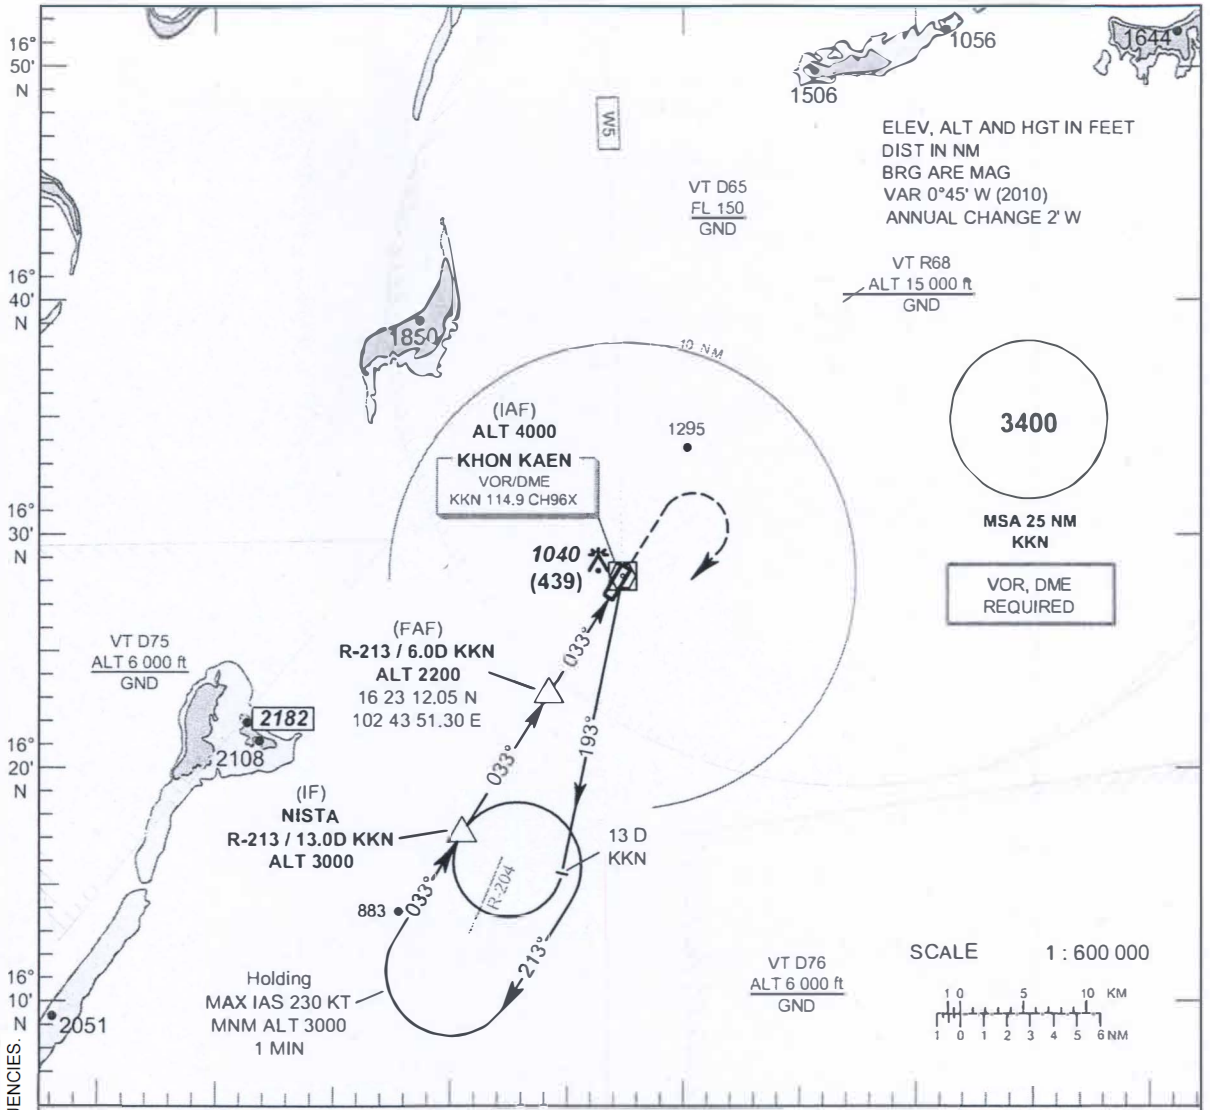 16°
50'
N
1056
1644
1506
W5
ELEV, ALT AND HGT IN FEET
DIST IN NM
BRG ARE MAG
VAR 0°45' W (2010)
ANNUAL CHANGE 2' W
VT D65
FL 150
GND
VT R68
ALT 15 000 ft
GND
16°
40'
N
1850
10 NM
(IAF)
ALT 4000
KHON KAEN
VOR/DME
KKN 114.9 CH96X
1295
3400
MSA 25 NM
KKN
16°
30'
N
1040
(439)
VOR, DME
REQUIRED
(FAF)
R-213 / 6.0D KKN
ALT 2200
16 23 12.05 N
102 43 51.30 E
033°
VT D75
ALT 6 000 ft
GND
2182
2108
16°
20'
N
193°
033°
(IF)
NISTA
R-213 / 13.0D KKN
ALT 3000
13 D
KKN
R-204
883
033°
213°
Holding
MAX IAS 230 KT
MNM ALT 3000
1 MIN
16°
10'
N
2051
VT D76
ALT 6 000 ft
GND
SCALE 1 : 600 000
1 0 5 10 KM
1 0 1 2 3 4 5 6 NM
IENCIES.